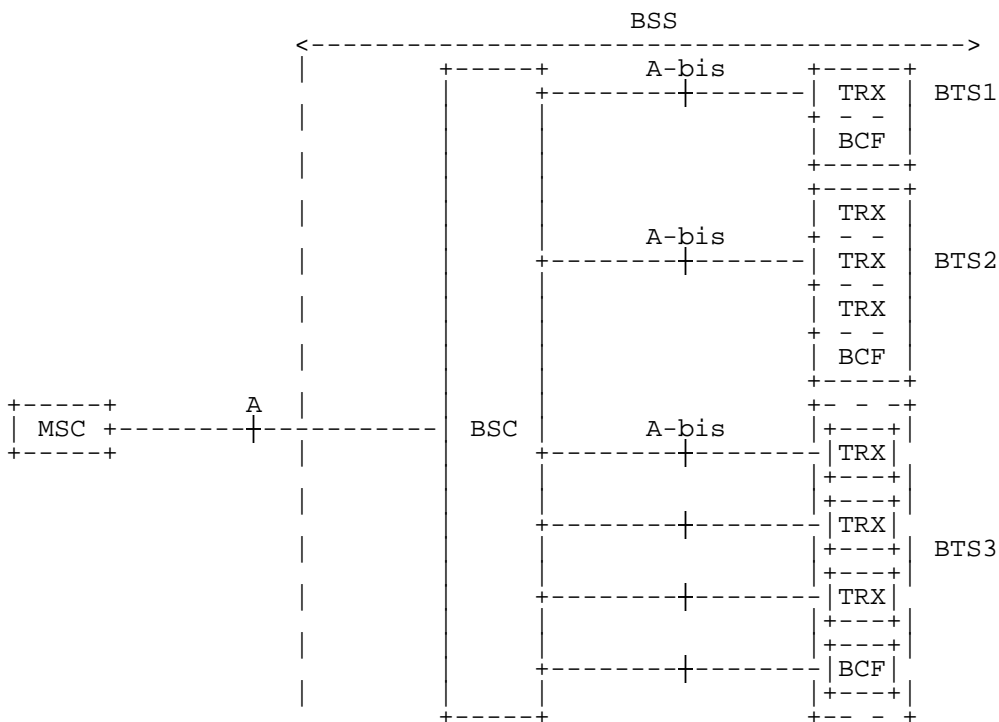 BSS
A-bis
TRX BTS1
BCF
TRX
A-bis
TRX BTS2
TRX
BCF
A
MSC BSC A-bis
TRX
TRX
BTS3
TRX
BCF